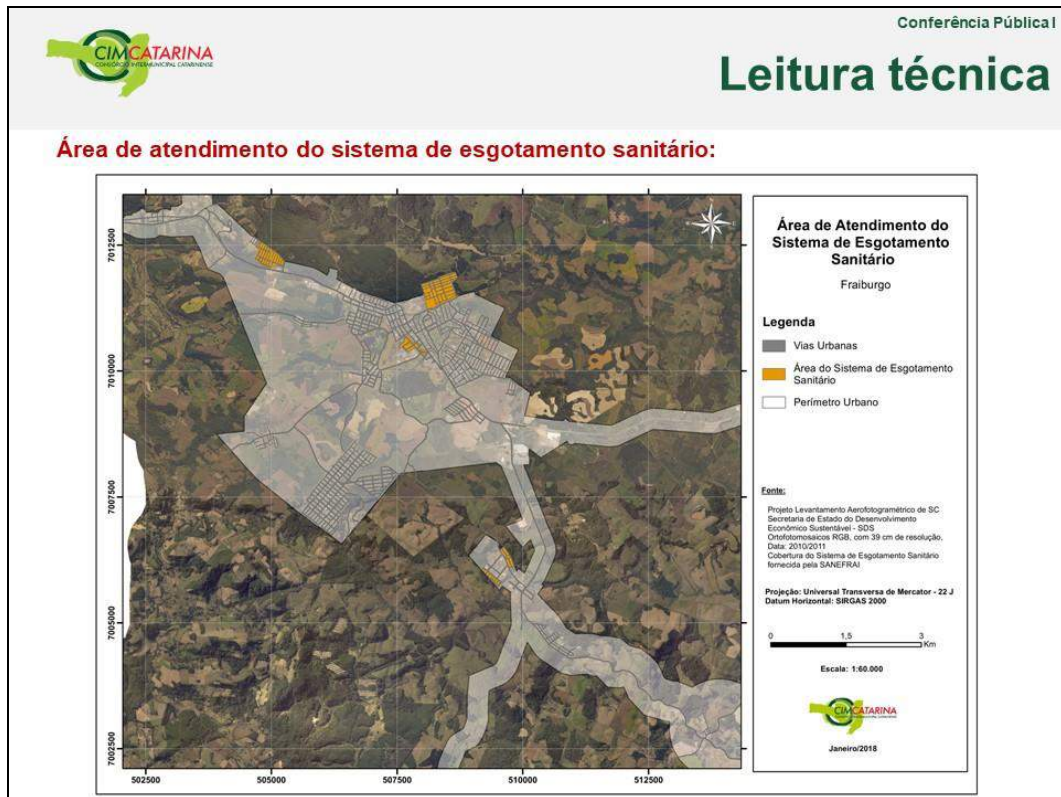 Conferência Pública I
CIMCATARINA
CONSÓRCIO INTERMUNICIPAL CATARINENSE
Leitura técnica
Área de atendimento do sistema de esgotamento sanitário:
Área de Atendimento do
Sistema de Esgotamento
Sanitário
Fraiburgo
Legenda
Vias Urbanas
Área do Sistema de Esgotamento
Sanitário
Perímetro Urbano
Fonte:
Projeto Levantamento Aerofotogramétrico de SC
Secretaria de Estado do Desenvolvimento
Econômico Sustentável - SDS
Ortofotomosaicos RGB, com 39 cm de resolução,
Data: 2010/2011
Cobertura do Sistema de Esgotamento Sanitário
fornecida pela SANEFRAI
Projeção: Universal Transversa de Mercator - 22 J
Datum Horizontal: SIRGAS 2000
0 1,5 3
Km
Escala: 1:60.000
CIMCATARINA
Janeiro/2018
7012500
7010000
7007500
7005000
7002500
502500 505000 507500 510000 512500